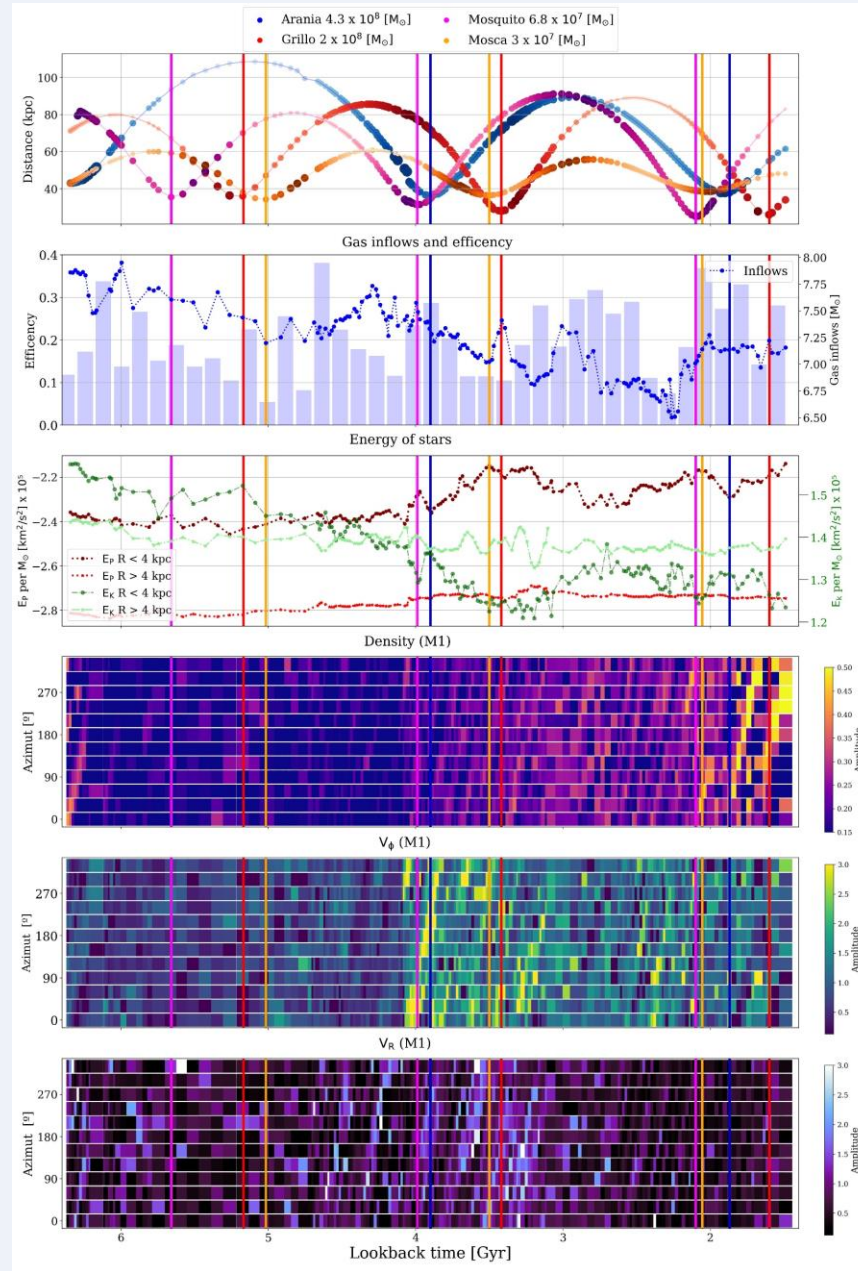 Arania 4.3 x 10⁸ [M☉]
Mosquito 6.8 x 10⁷ [M☉]
Grillo 2 x 10⁸ [M☉]
Mosca 3 x 10⁷ [M☉]
Distance (kpc)
100
80
60
40
Gas inflows and efficency
Efficency
0.4
0.3
0.2
0.1
0.0
Inflows
8.00
7.75
7.50
7.25
7.00
6.75
6.50
Gas inflows [M☉]
Energy of stars
E_P per M☉ [km²/s²] x 10⁵
−2.2
−2.4
−2.6
−2.8
E_P R < 4 kpc
E_P R > 4 kpc
E_K R < 4 kpc
E_K R > 4 kpc
1.5
1.4
1.3
1.2
E_k per M☉ [km²/s²] x 10⁵
Density (M1)
Azimut [º]
270
180
90
0
0.50
0.45
0.40
0.35
0.30
0.25
0.20
0.15
Amplitude
V_ϕ (M1)
Azimut [º]
270
180
90
0
3.0
2.5
2.0
1.5
1.0
0.5
Amplitude
V_R (M1)
Azimut [º]
270
180
90
0
3.0
2.5
2.0
1.5
1.0
0.5
Amplitude
6
5
4
3
2
Lookback time [Gyr]